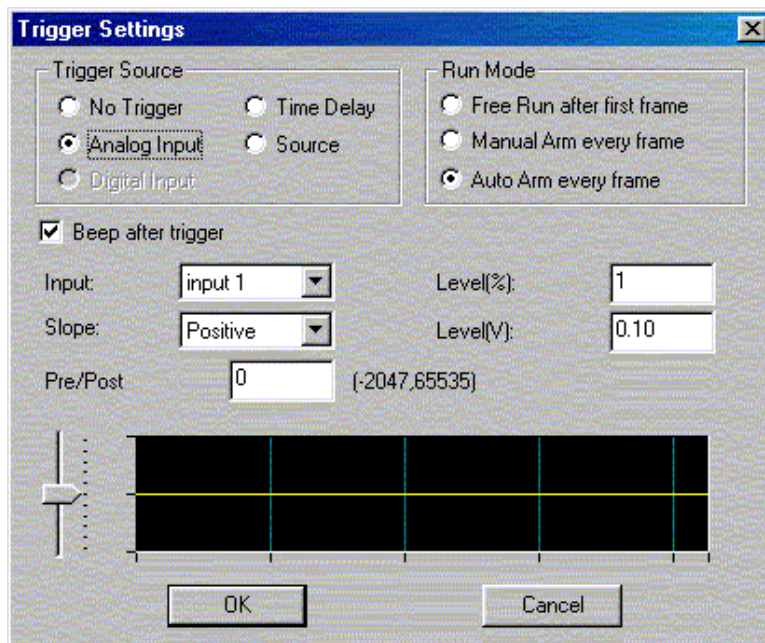 Trigger Settings
Trigger Source
No Trigger
Time Delay
Analog Input
Source
Digital Input
Run Mode
Free Run after first frame
Manual Arm every frame
Auto Arm every frame
Beep after trigger
Input: input 1
Level(%): 1
Slope: Positive
Level(V): 0.10
Pre/Post 0 (-2047,65535)
OK
Cancel